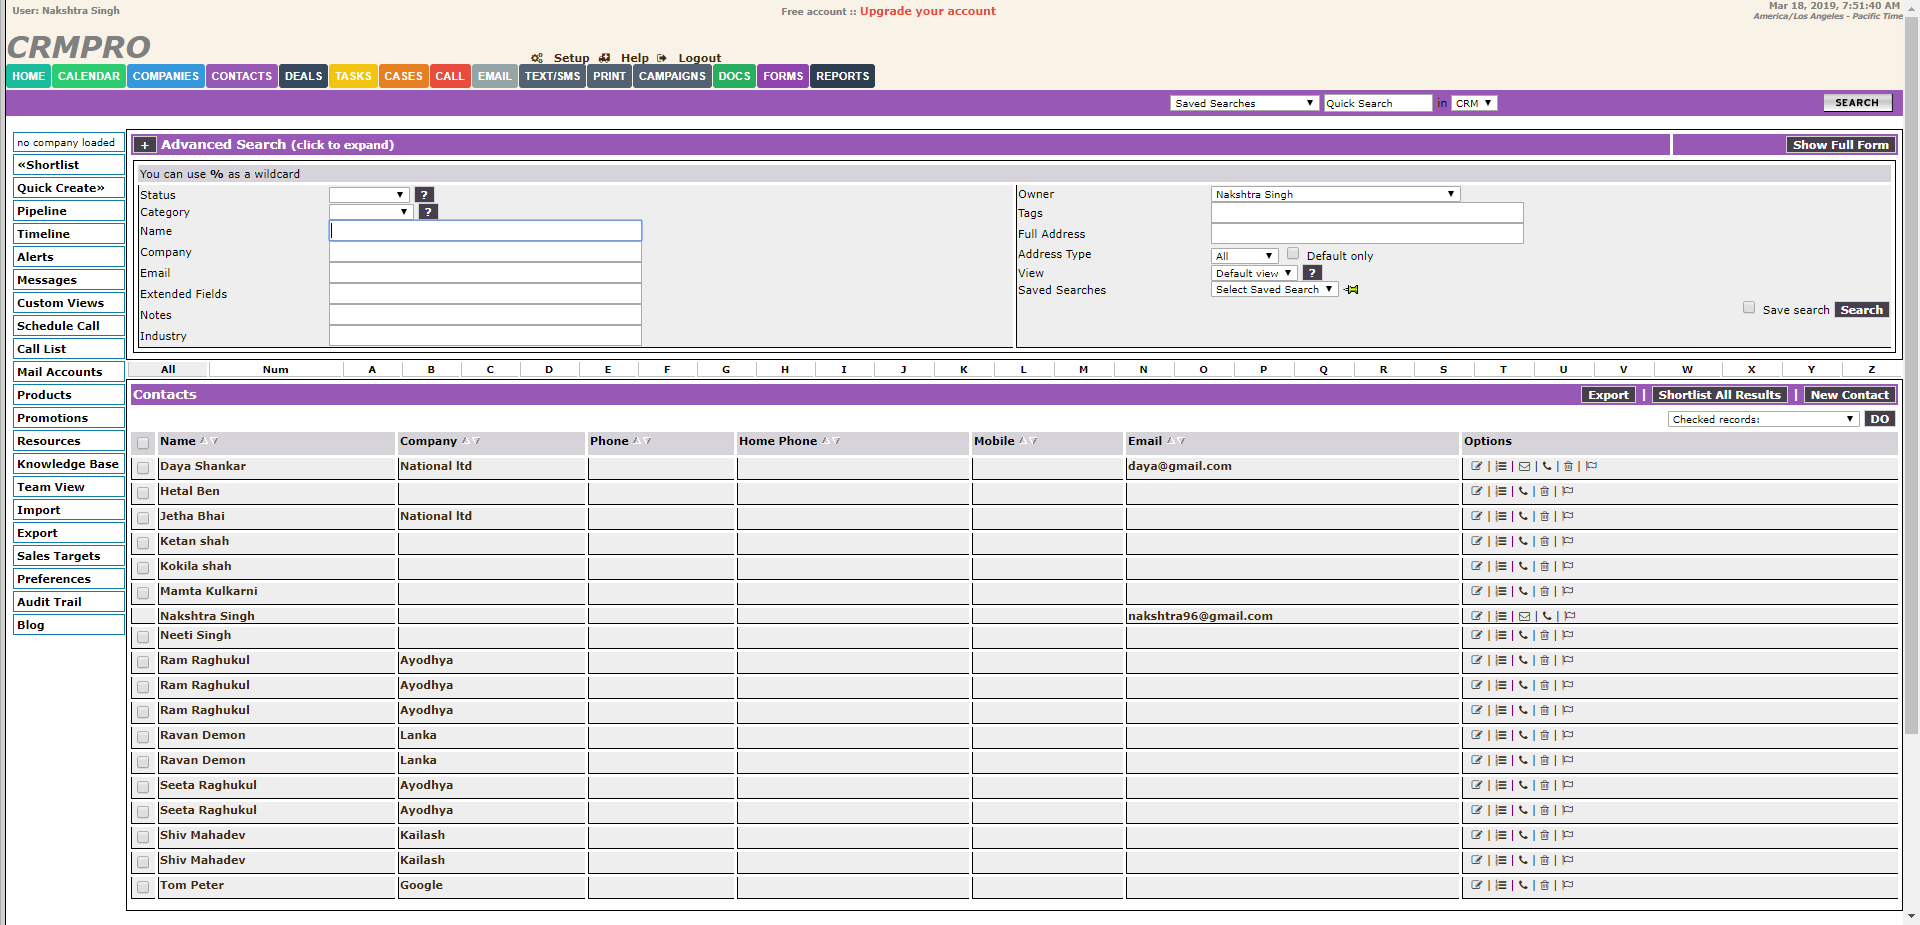 User: Nakshtra Singh
Free account :: Upgrade your account
Mar 18, 2019, 7:51:40 AM
America/Los Angeles - Pacific Time
CRMPRO
Setup Help Logout
HOME CALENDAR COMPANIES CONTACTS DEALS TASKS CASES CALL EMAIL TEXT/SMS PRINT CAMPAIGNS DOCS FORMS REPORTS
Saved Searches Quick Search in CRM SEARCH
no company loaded
«Shortlist
Quick Create»
Pipeline
Timeline
Alerts
Messages
Custom Views
Schedule Call
Call List
Mail Accounts
Products
Promotions
Resources
Knowledge Base
Team View
Import
Export
Sales Targets
Preferences
Audit Trail
Blog
+ Advanced Search (click to expand) Show Full Form
You can use % as a wildcard
Status ?
Category ?
Name
Company
Email
Extended Fields
Notes
Industry
Owner Nakshtra Singh
Tags
Full Address
Address Type All Default only
View Default view ?
Saved Searches Select Saved Search
Save search Search
All Num A B C D E F G H I J K L M N O P Q R S T U V W X Y Z
Contacts Export | Shortlist All Results | New Contact
Checked records: DO
Name Company Phone Home Phone Mobile Email Options
Daya Shankar National ltd daya@gmail.com | | | | |
Hetal Ben | | | |
Jetha Bhai National ltd | | | |
Ketan shah | | | |
Kokila shah | | | |
Mamta Kulkarni | | | |
Nakshtra Singh nakshtra96@gmail.com | | | |
Neeti Singh | | | |
Ram Raghukul Ayodhya | | | |
Ram Raghukul Ayodhya | | | |
Ram Raghukul Ayodhya | | | |
Ravan Demon Lanka | | | |
Ravan Demon Lanka | | | |
Seeta Raghukul Ayodhya | | | |
Seeta Raghukul Ayodhya | | | |
Shiv Mahadev Kailash | | | |
Shiv Mahadev Kailash | | | |
Tom Peter Google | | | |